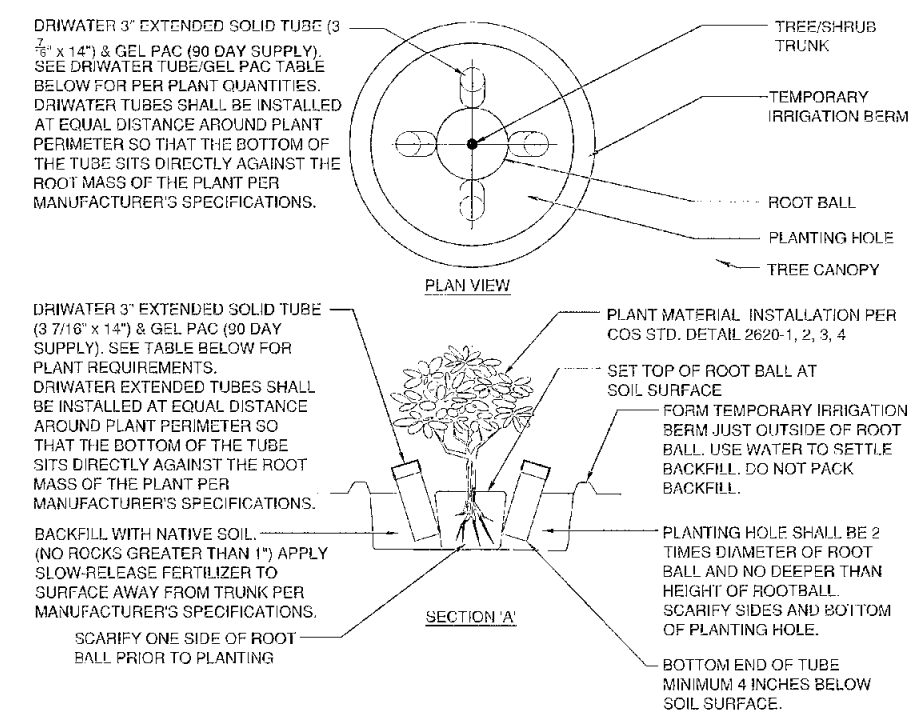 DRIWATER 3" EXTENDED SOLID TUBE (3
7/6" x 14") & GEL PAC (90 DAY SUPPLY).
SEE DRIWATER TUBE/GEL PAC TABLE
BELOW FOR PER PLANT QUANTITIES.
DRIWATER TUBES SHALL BE INSTALLED
AT EQUAL DISTANCE AROUND PLANT
PERIMETER SO THAT THE BOTTOM OF
THE TUBE SITS DIRECTLY AGAINST THE
ROOT MASS OF THE PLANT PER
MANUFACTURER'S SPECIFICATIONS.
TREE/SHRUB
TRUNK
TEMPORARY
IRRIGATION BERM
ROOT BALL
PLANTING HOLE
TREE CANOPY
PLAN VIEW
DRIWATER 3" EXTENDED SOLID TUBE
(3 7/16" x 14") & GEL PAC (90 DAY
SUPPLY). SEE TABLE BELOW FOR
PLANT REQUIREMENTS.
DRIWATER EXTENDED TUBES SHALL
BE INSTALLED AT EQUAL DISTANCE
AROUND PLANT PERIMETER SO
THAT THE BOTTOM OF THE TUBE
SITS DIRECTLY AGAINST THE ROOT
MASS OF THE PLANT PER
MANUFACTURER'S SPECIFICATIONS.
BACKFILL WITH NATIVE SOIL.
(NO ROCKS GREATER THAN 1") APPLY
SLOW-RELEASE FERTILIZER TO
SURFACE AWAY FROM TRUNK PER
MANUFACTURER'S SPECIFICATIONS.
SCARIFY ONE SIDE OF ROOT
BALL PRIOR TO PLANTING
PLANT MATERIAL INSTALLATION PER
COS STD. DETAIL 2620-1, 2, 3, 4
SET TOP OF ROOT BALL AT
SOIL SURFACE
FORM TEMPORARY IRRIGATION
BERM JUST OUTSIDE OF ROOT
BALL. USE WATER TO SETTLE
BACKFILL. DO NOT PACK
BACKFILL.
PLANTING HOLE SHALL BE 2
TIMES DIAMETER OF ROOT
BALL AND NO DEEPER THAN
HEIGHT OF ROOTBALL.
SCARIFY SIDES AND BOTTOM
OF PLANTING HOLE.
BOTTOM END OF TUBE
MINIMUM 4 INCHES BELOW
SOIL SURFACE.
SECTION 'A'